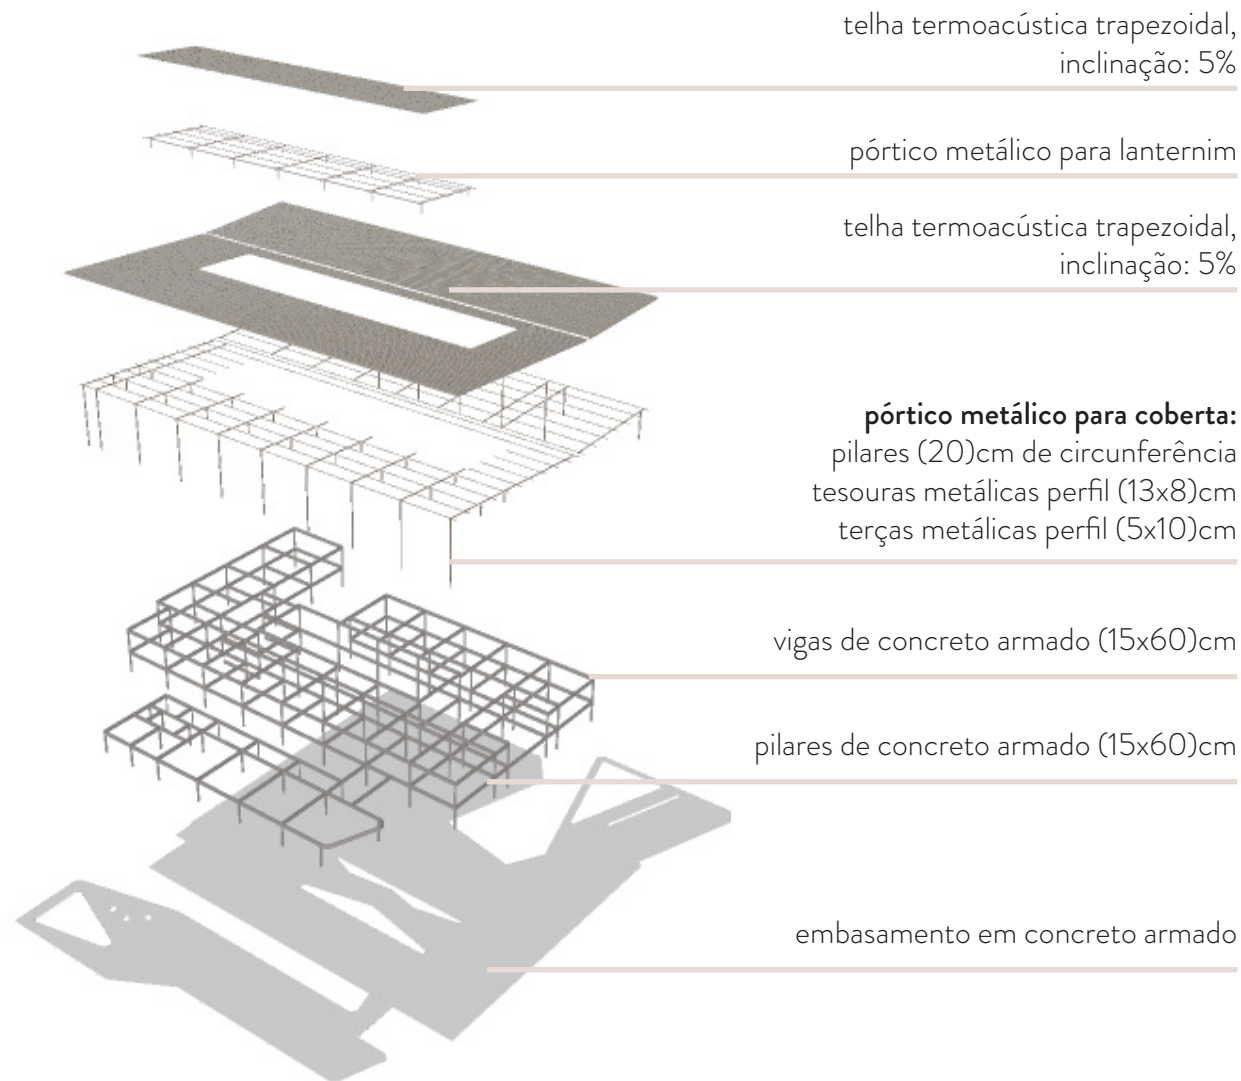 telha termoacústica trapezoidal,
inclinação: 5%
pórtico metálico para lanternim
telha termoacústica trapezoidal,
inclinação: 5%
pórtico metálico para coberta:
pilares (20)cm de circunferência
tesouras metálicas perfil (13x8)cm
terças metálicas perfil (5x10)cm
vigas de concreto armado (15x60)cm
pilares de concreto armado (15x60)cm
embasamento em concreto armado